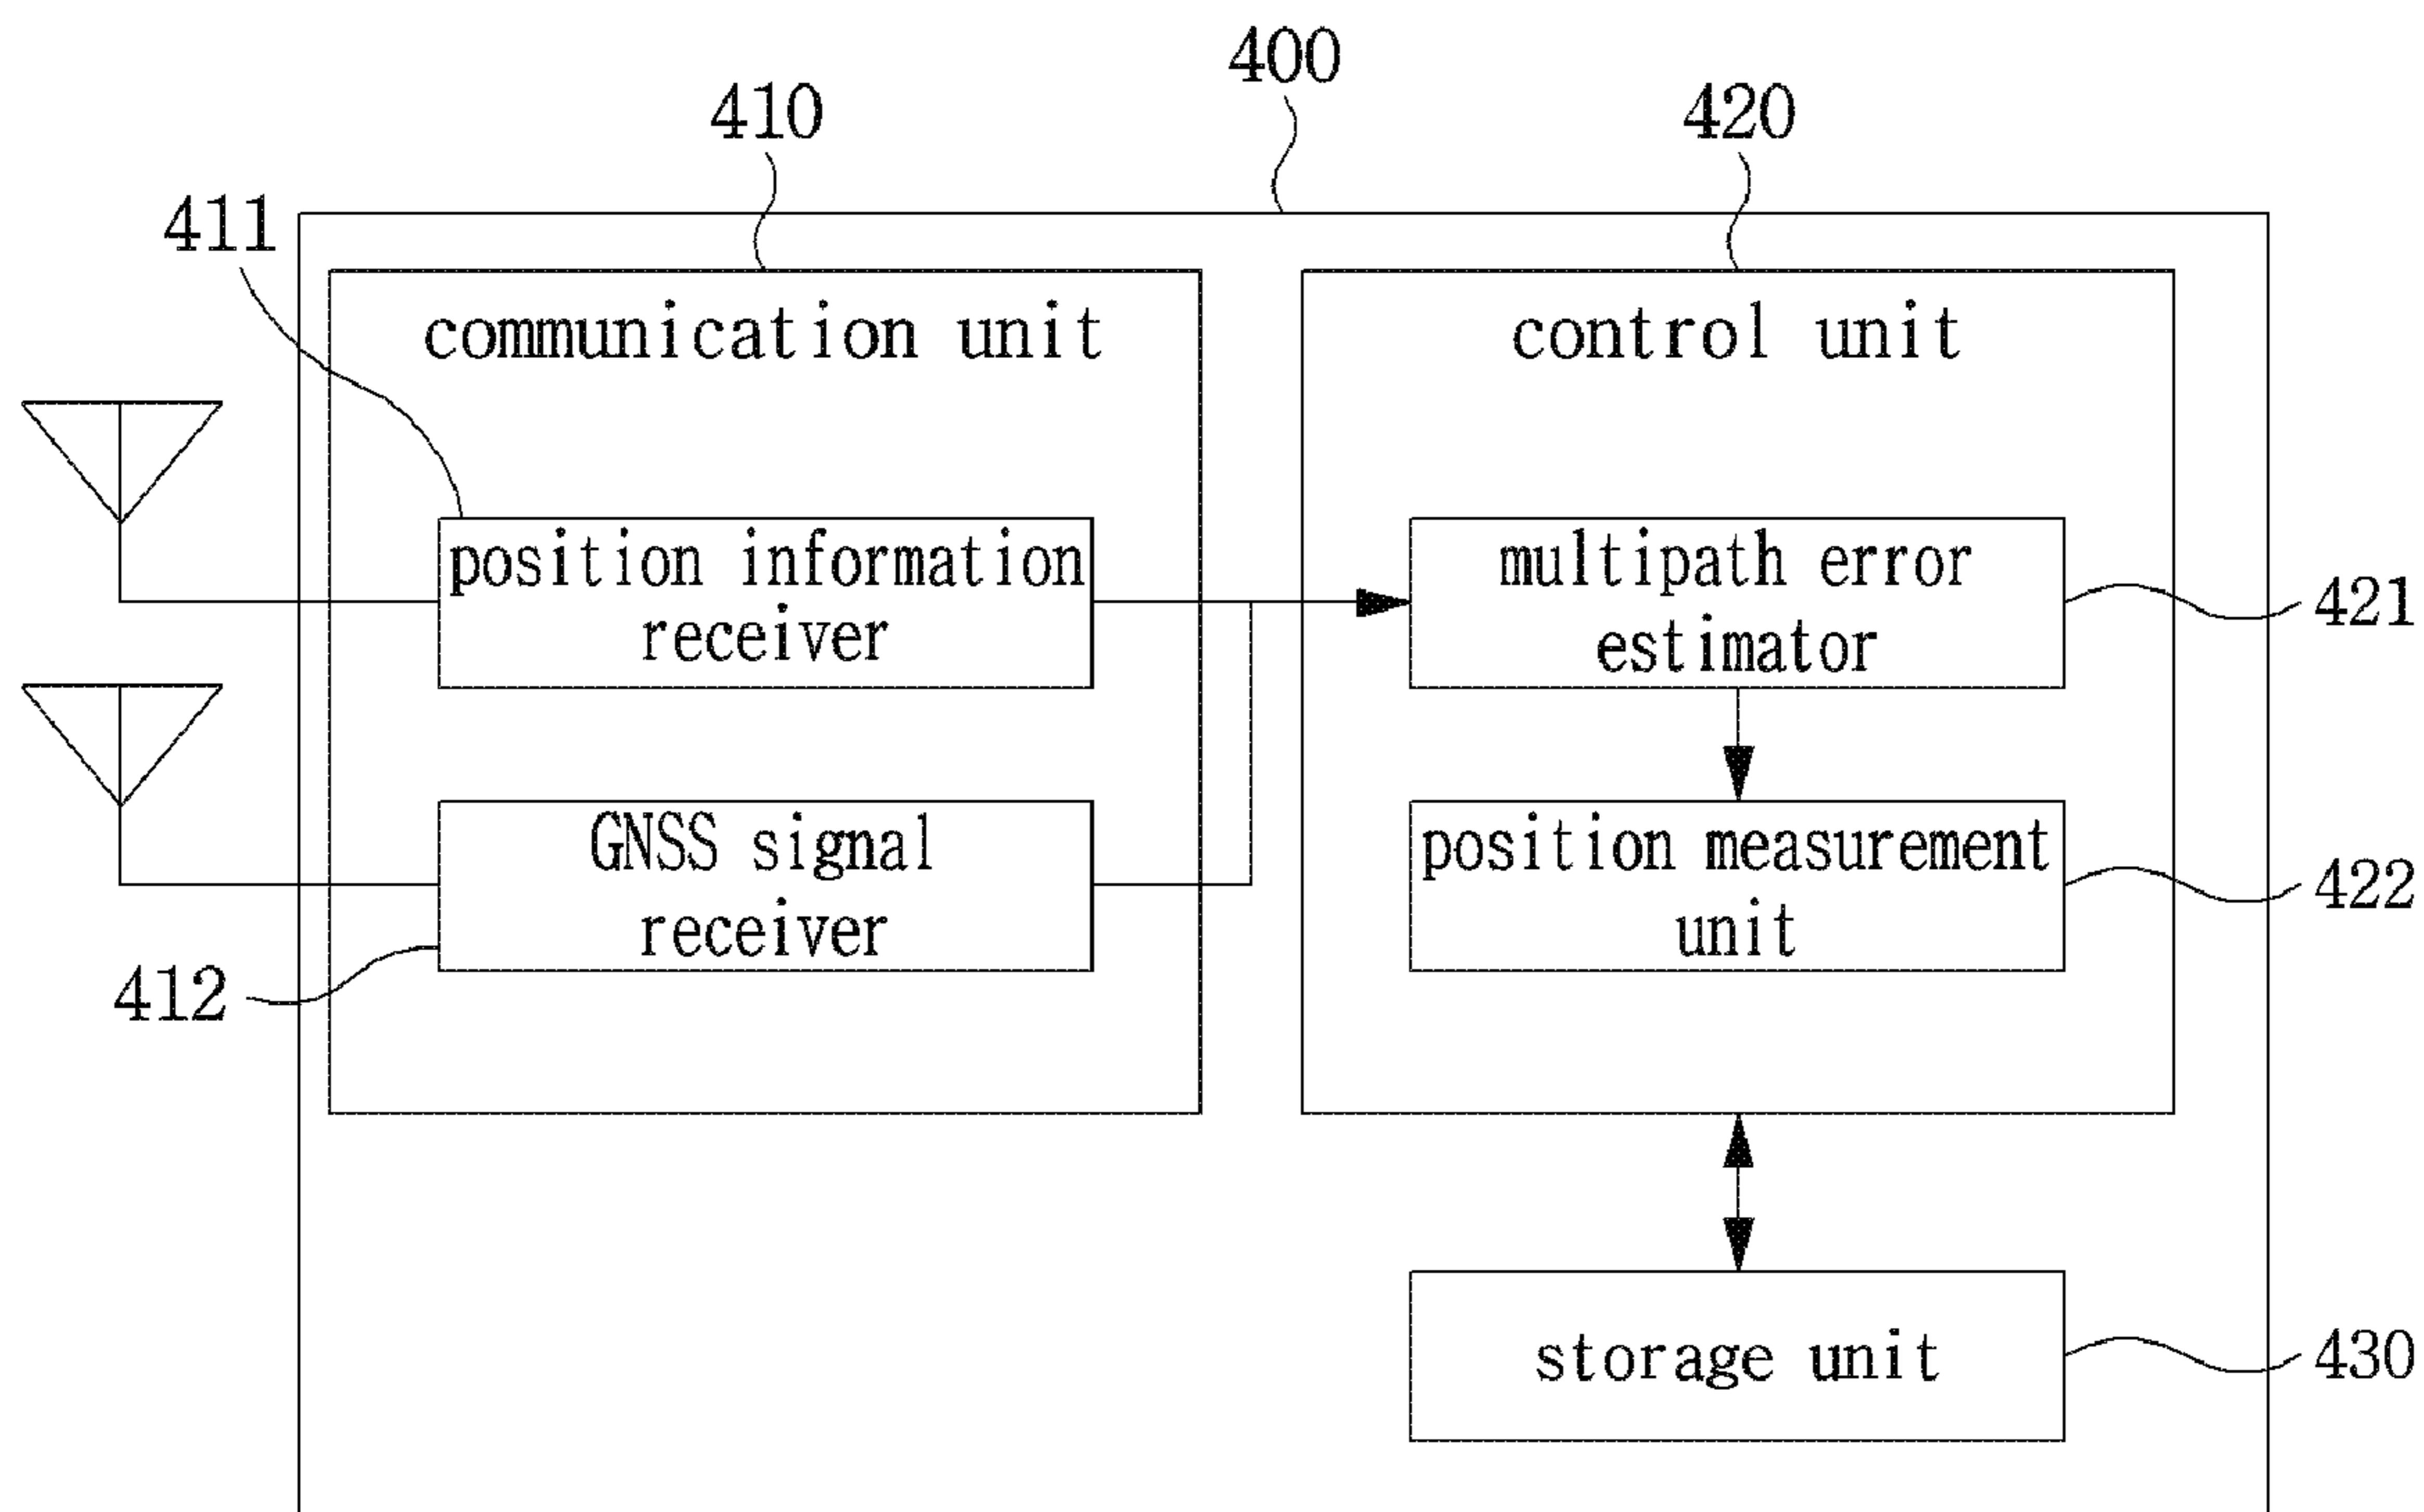 400
410
420
411
communication unit
control unit
position information
receiver
multipath error
estimator
421
GNSS signal
receiver
position measurement
unit
422
412
storage unit
430